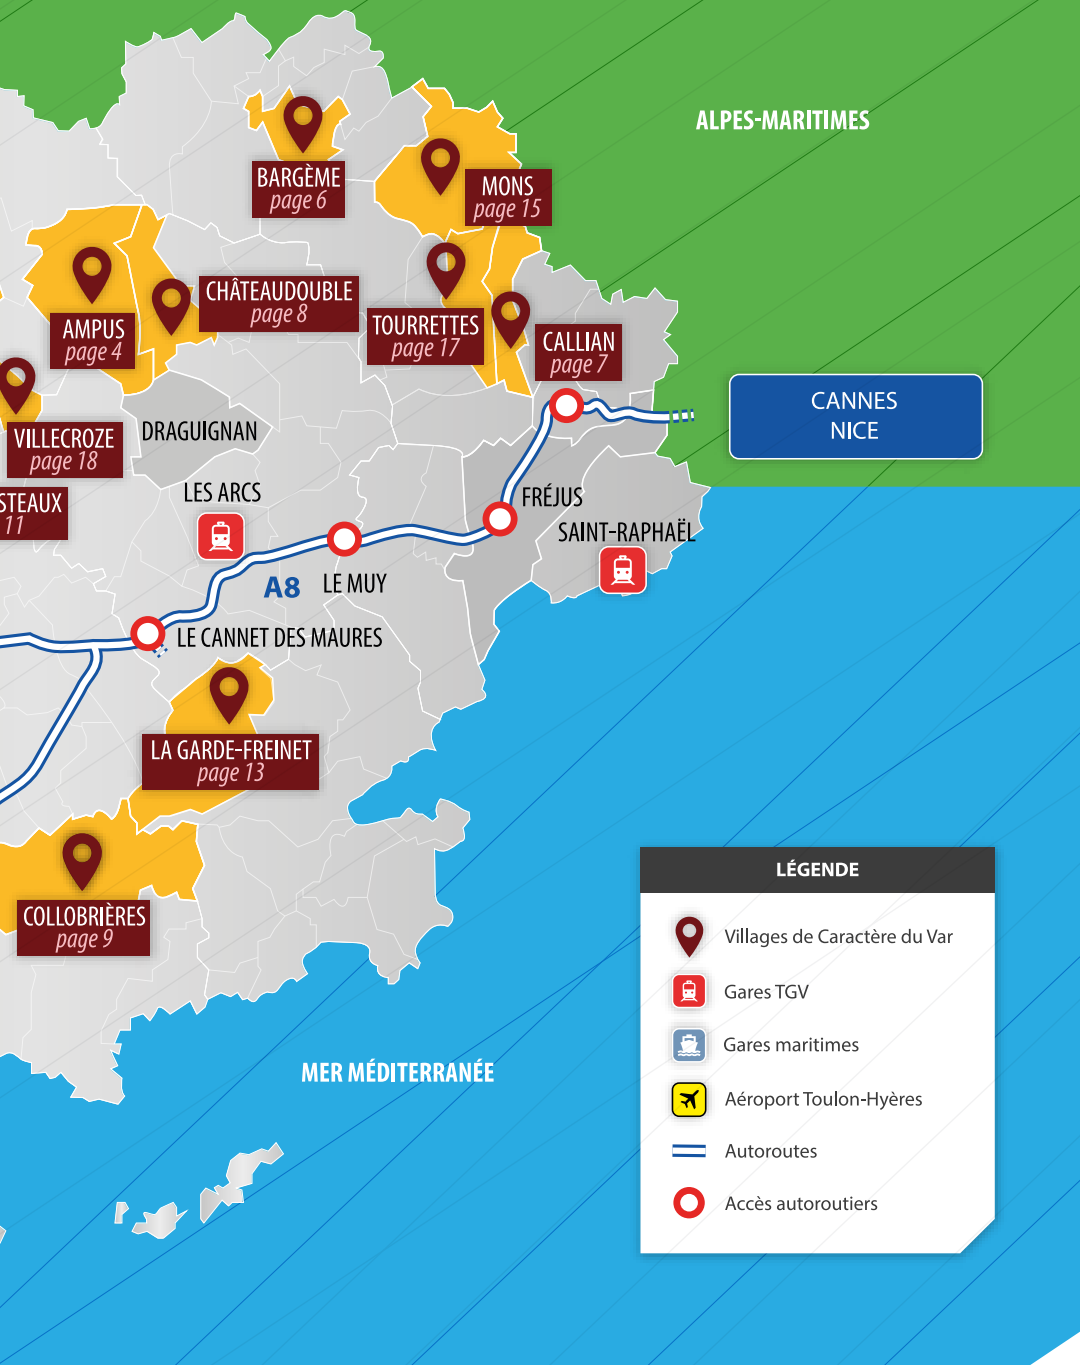 ALPES-MARITIMES
BARGÈME
page 6
MONS
page 15
CHÂTEAUDOUBLE
page 8
AMPUS
page 4
TOURRETTES
page 17
CALLIAN
page 7
CANNES
NICE
VILLECROZE
page 18
DRAGUIGNAN
STEAUX
11
LES ARCS
FRÉJUS
SAINT-RAPHAËL
A8
LE MUY
LE CANNET DES MAURES
LA GARDE-FREINET
page 13
COLLOBRIÈRES
page 9
MER MÉDITERRANÉE
LÉGENDE
Villages de Caractère du Var
Gares TGV
Gares maritimes
Aéroport Toulon-Hyères
Autoroutes
Accès autoroutiers